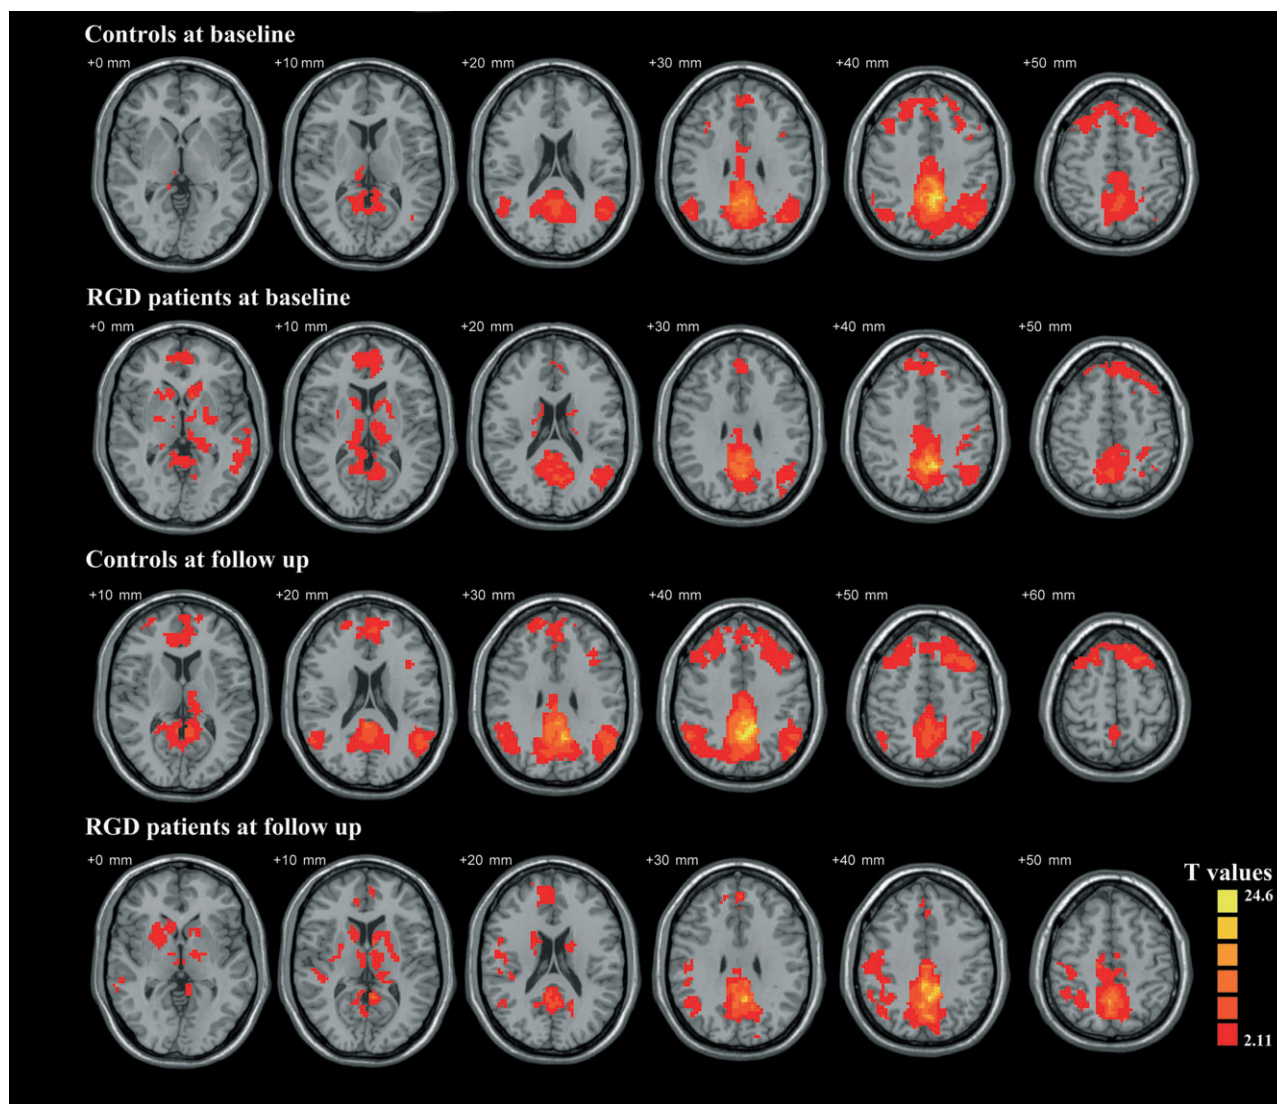 Controls at baseline
+0 mm +10 mm +20 mm +30 mm +40 mm +50 mm
RGD patients at baseline
+0 mm +10 mm +20 mm +30 mm +40 mm +50 mm
Controls at follow up
+10 mm +20 mm +30 mm +40 mm +50 mm +60 mm
RGD patients at follow up
+0 mm +10 mm +20 mm +30 mm +40 mm +50 mm
T values
24.6
2.11